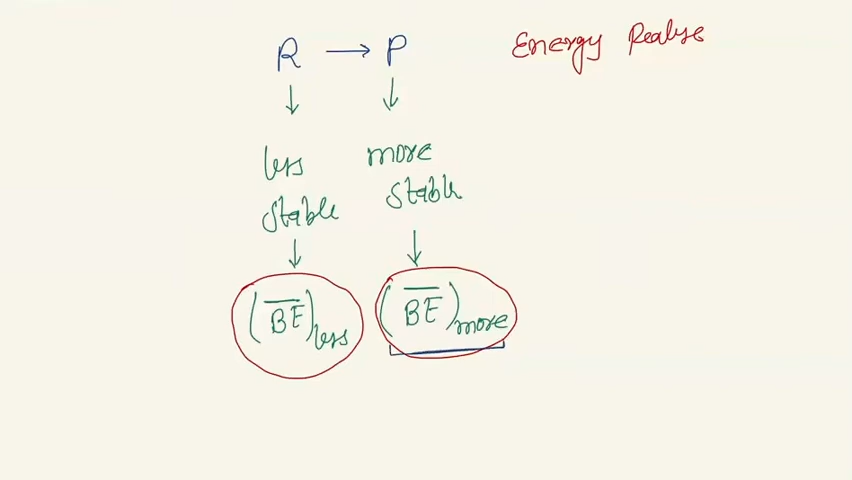 R → P
Energy Realse
↓ ↓
less more
stable stable
↓ ↓
(BE)less (BE)more